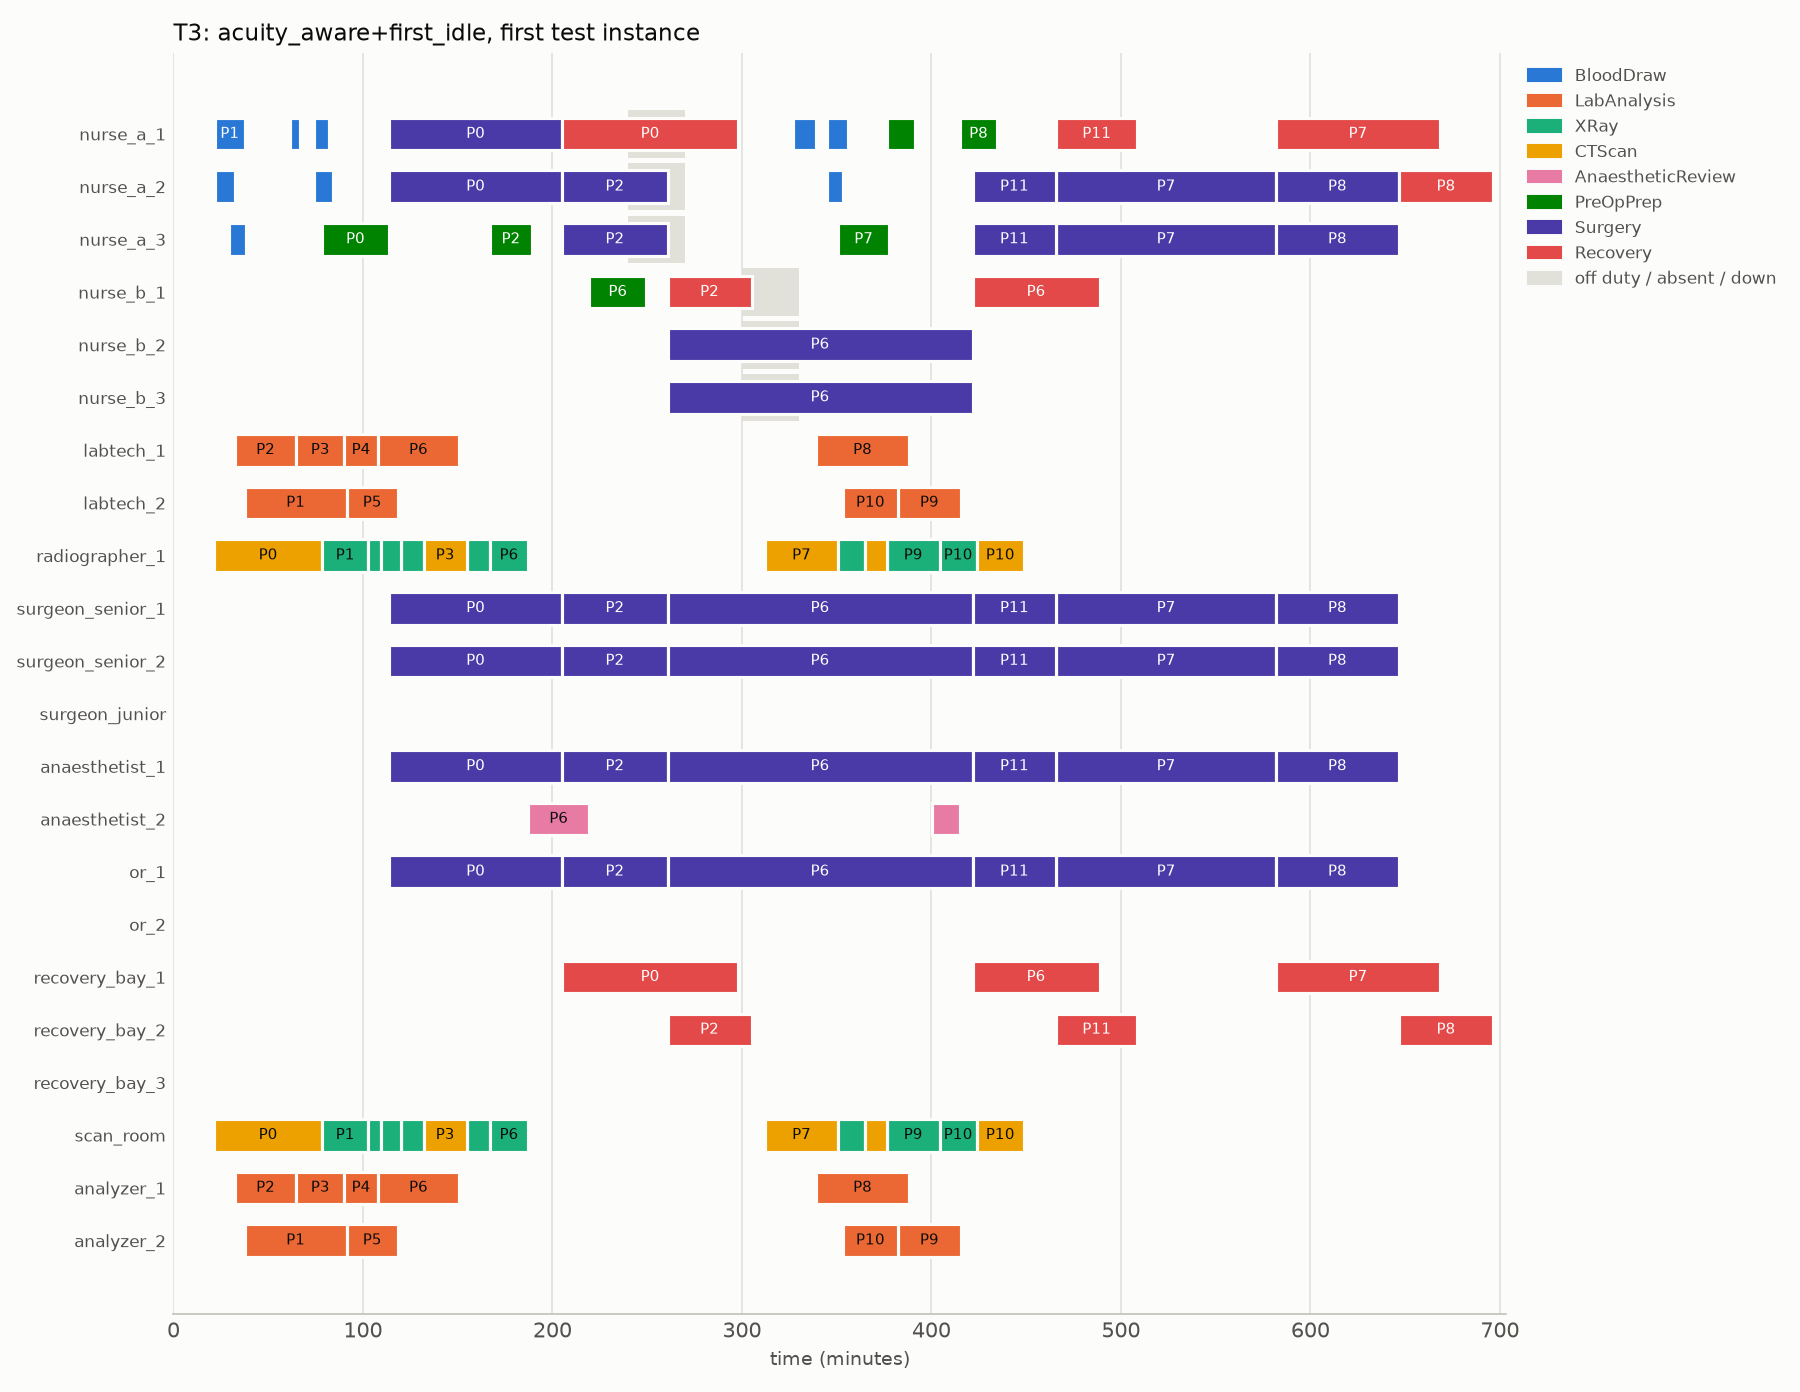 T3: acuity_aware+first_idle, first test instance
BloodDraw
LabAnalysis
XRay
CTScan
AnaestheticReview
PreOpPrep
Surgery
Recovery
off duty / absent / down
nurse_a_1 P1 P0 P0 P8 P11 P7
nurse_a_2 P0 P2 P11 P7 P8 P8
nurse_a_3 P0 P2 P2 P7 P11 P7 P8
nurse_b_1 P6 P2 P6
nurse_b_2 P6
nurse_b_3 P6
labtech_1 P2 P3 P4 P6 P8
labtech_2 P1 P5 P10 P9
radiographer_1 P0 P1 P3 P6 P7 P9 P10 P10
surgeon_senior_1 P0 P2 P6 P11 P7 P8
surgeon_senior_2 P0 P2 P6 P11 P7 P8
surgeon_junior
anaesthetist_1 P0 P2 P6 P11 P7 P8
anaesthetist_2 P6
or_1 P0 P2 P6 P11 P7 P8
or_2
recovery_bay_1 P0 P6 P7
recovery_bay_2 P2 P11 P8
recovery_bay_3
scan_room P0 P1 P3 P6 P7 P9 P10 P10
analyzer_1 P2 P3 P4 P6 P8
analyzer_2 P1 P5 P10 P9
0 100 200 300 400 500 600 700
time (minutes)